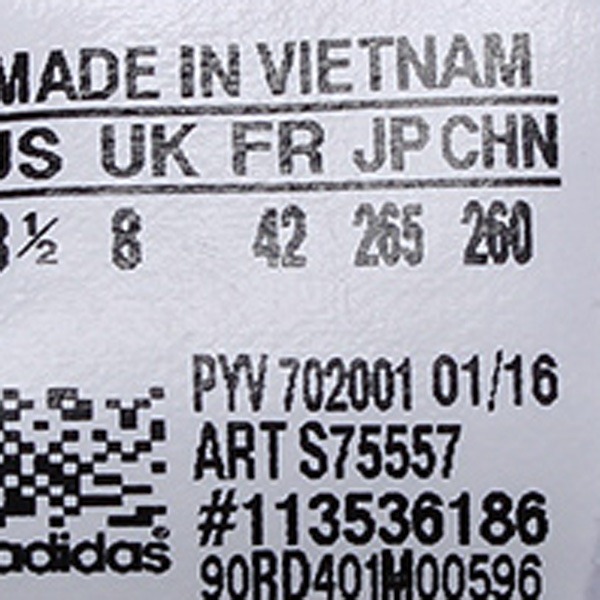 MADE IN VIETNAM
US UK FR JP CHN
8½ 8 42 265 260
PYV 702001 01/16
ART S75557
#113536186
adidas
90RD401M00596